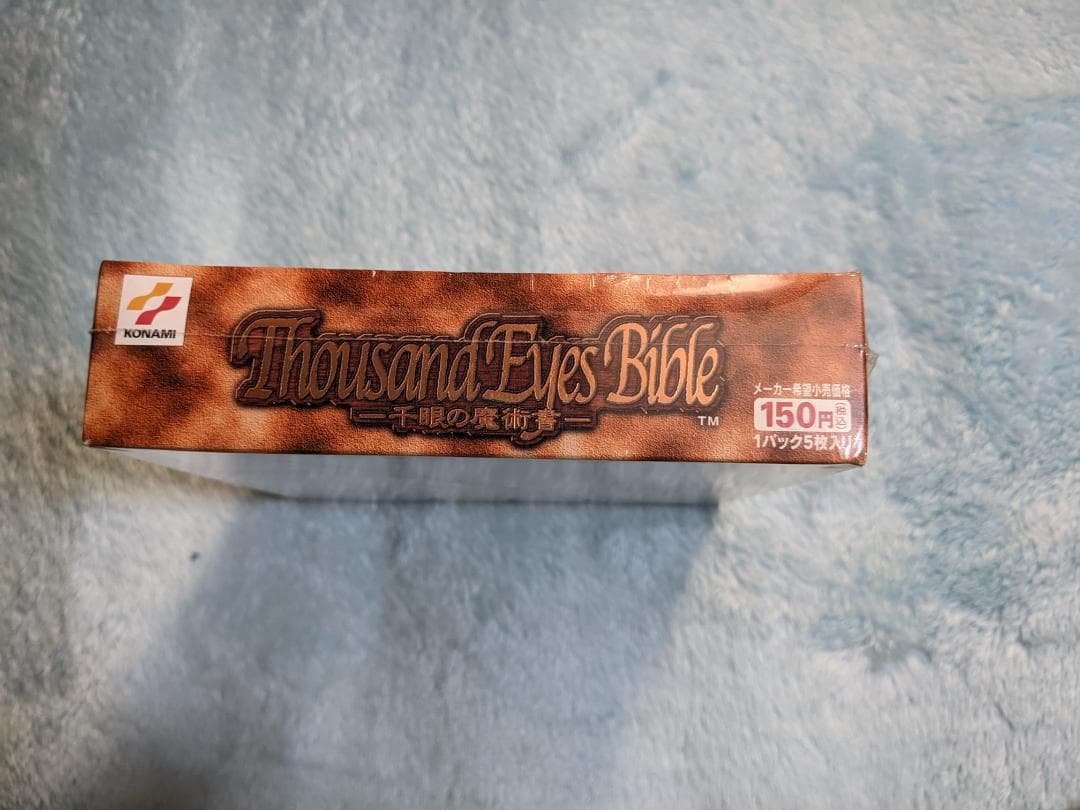 KONAMI
Thousand Eyes Bible
―千眼の魔術書―
TM
メーカー希望小売価格
150円(税込)
1パック5枚入り